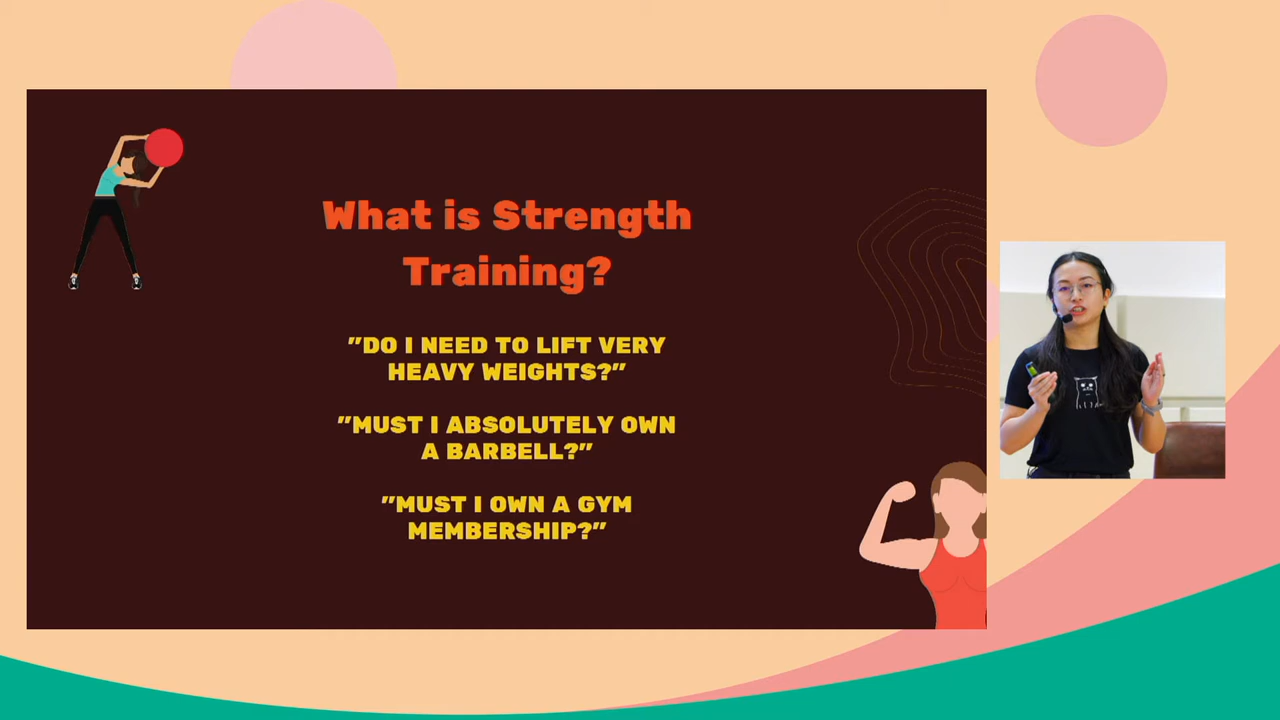 What is Strength
Training?
"DO I NEED TO LIFT VERY
HEAVY WEIGHTS?"
"MUST I ABSOLUTELY OWN
A BARBELL?"
"MUST I OWN A GYM
MEMBERSHIP?"